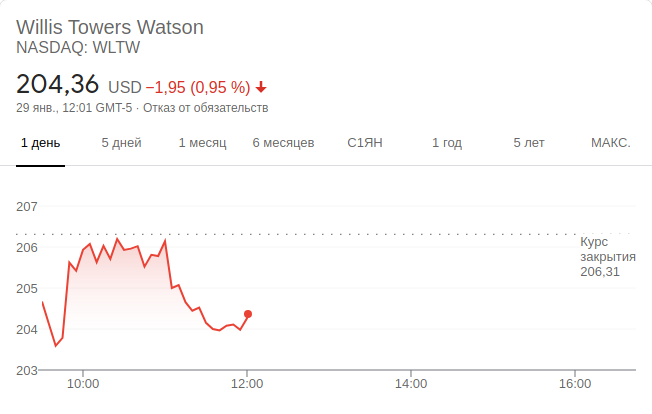 Willis Towers Watson
NASDAQ: WLTW
204,36 USD −1,95 (0,95 %)
29 янв., 12:01 GMT-5 · Отказ от обязательств
1 день 5 дней 1 месяц 6 месяцев С1ЯН 1 год 5 лет МАКС.
207
206
205
204
203
Курс
закрытия
206,31
10:00 12:00 14:00 16:00